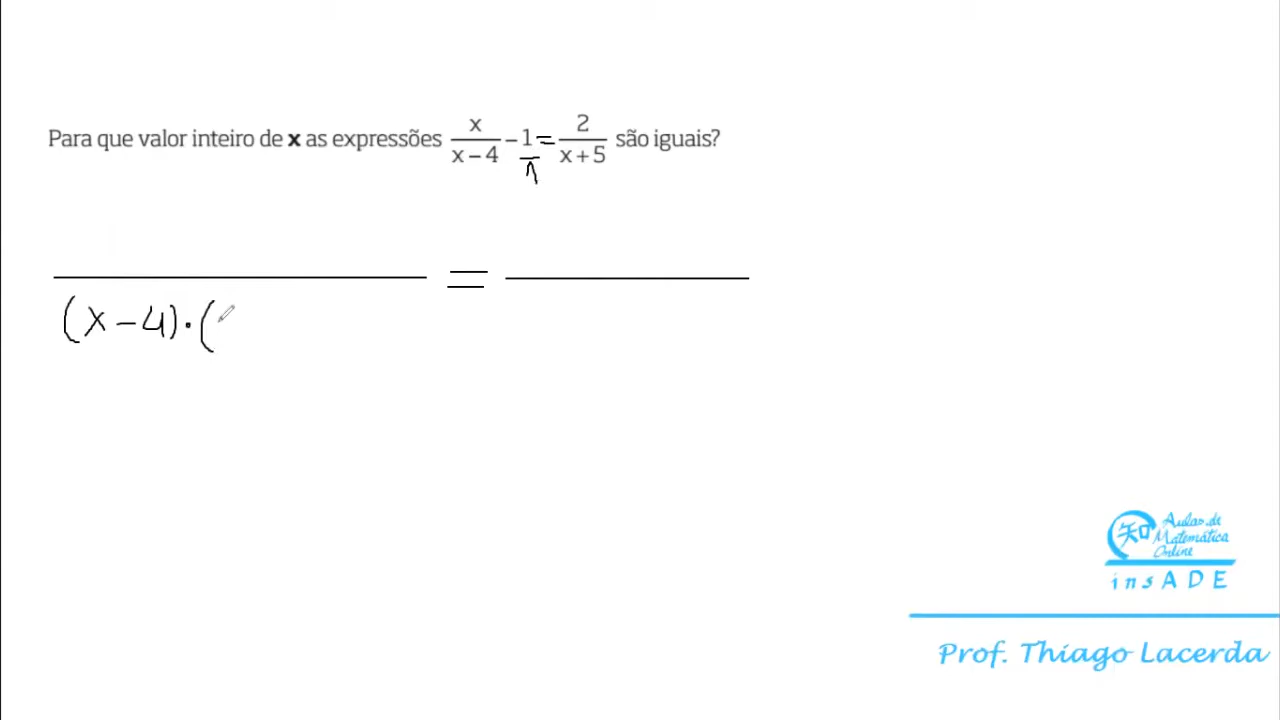 Para que valor inteiro de x as expressões x/(x – 4) – 1/1 = 2/(x + 5) são iguais?
=
(x – 4) · (
知 Aulas de
Matemática
Online
insADE
Prof. Thiago Lacerda